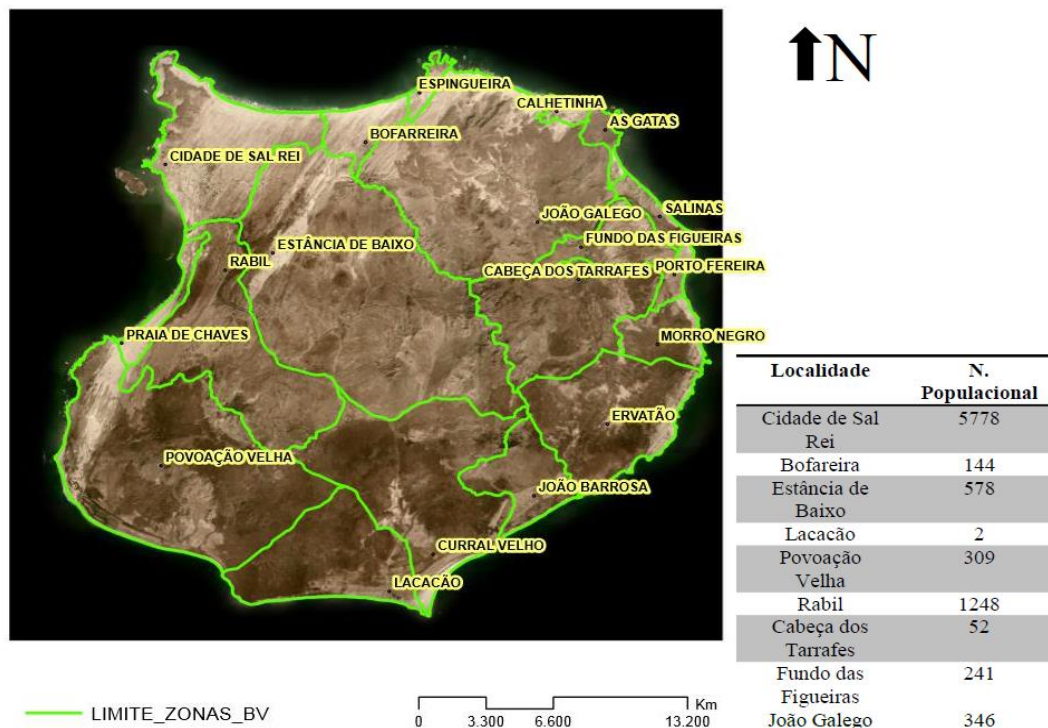 N
ESPINGUEIRA
CALHETINHA
AS GATAS
BOFARREIRA
CIDADE DE SAL REI
SALINAS
JOÃO GALEGO
FUNDO DAS FIGUEIRAS
ESTÂNCIA DE BAIXO
RABIL
CABEÇA DOS TARRAFES
PORTO FEREIRA
PRAIA DE CHAVES
MORRO NEGRO
ERVATÃO
POVOAÇÃO VELHA
JOÃO BARROSA
CURRAL VELHO
LACACÃO
Localidade N.
Populacional
Cidade de Sal 5778
Rei
Bofareira 144
Estância de 578
Baixo
Lacacão 2
Povoação 309
Velha
Rabil 1248
Cabeça dos 52
Tarrafes
Fundo das 241
Figueiras
João Galego 346
LIMITE_ZONAS_BV
Km
0 3.300 6.600 13.200